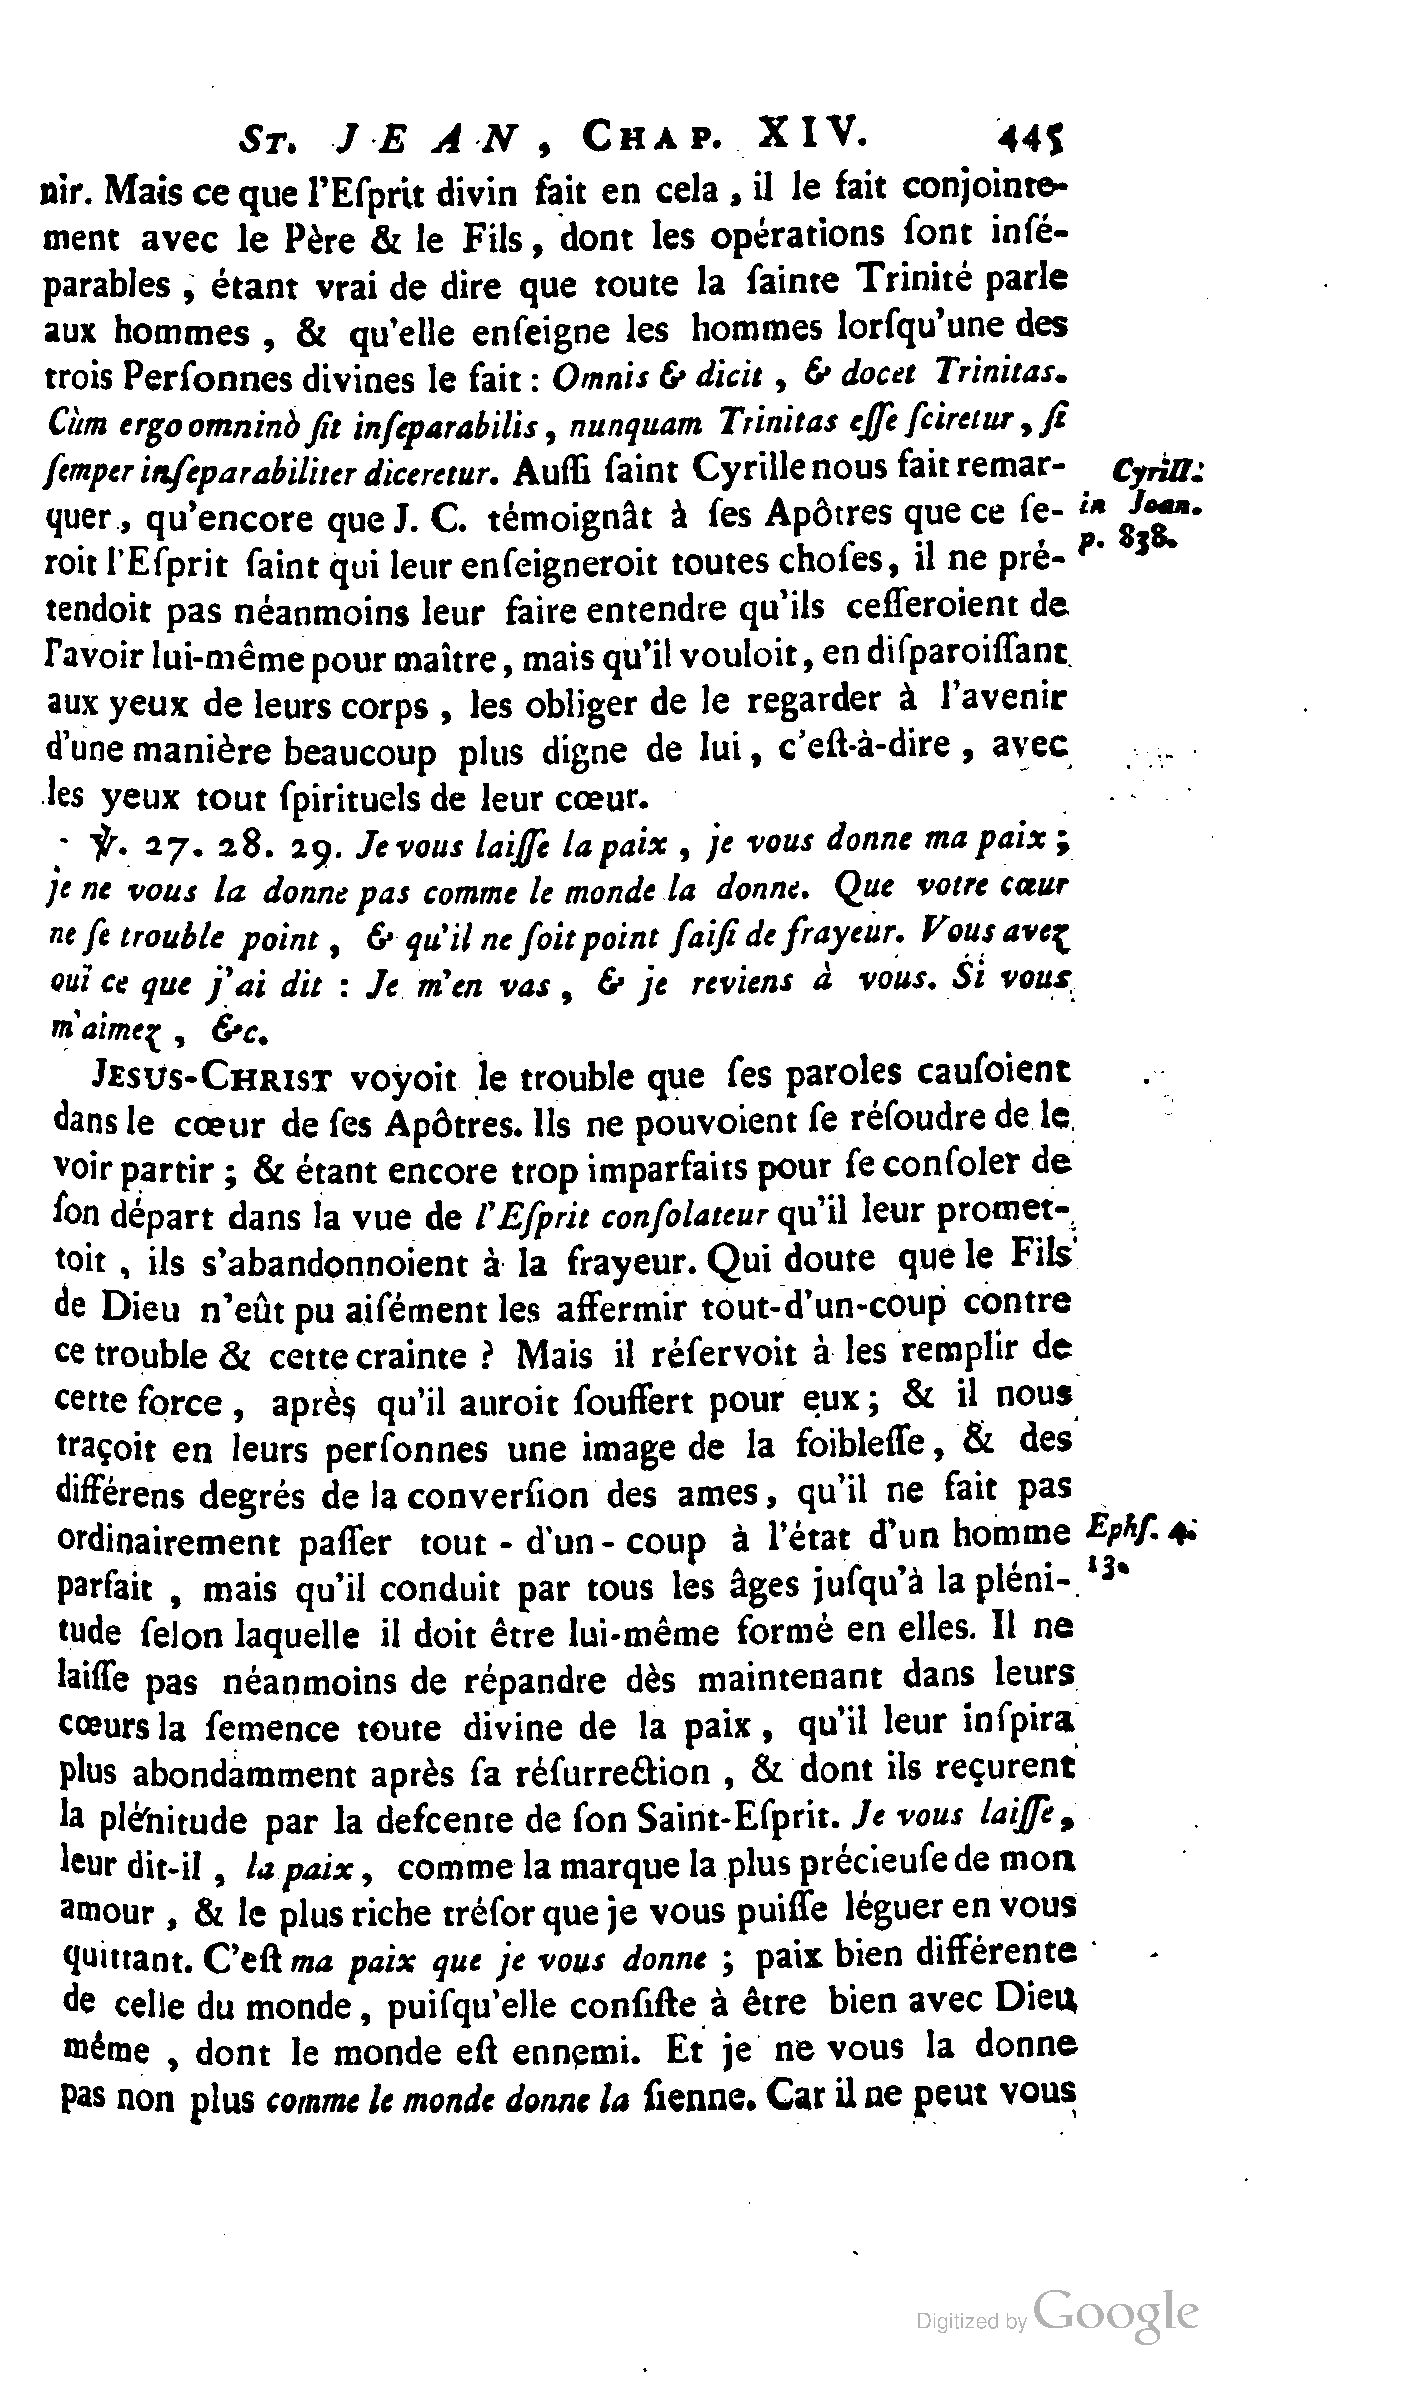 ST. JEAN, CHAP. XIV. 445
nir. Mais ce que l'Eſprit divin fait en cela, il le fait conjointe-
ment avec le Père & le Fils, dont les opérations ſont inſé-
parables, étant vrai de dire que toute la ſainte Trinité parle
aux hommes, & qu'elle enſeigne les hommes lorſqu'une des
trois Perſonnes divines le fait : Omnis & dicit, & docet Trinitas.
Cùm ergo omninò ſit inſeparabilis, nunquam Trinitas eſſe ſciretur, ſi
ſemper inſeparabiliter diceretur. Auſſi ſaint Cyrille nous fait remar-
Cyrill.
quer, qu'encore que J. C. témoignât à ſes Apôtres que ce ſe-
in Joan.
roit l'Eſprit ſaint qui leur enſeigneroit toutes choſes, il ne pré-
p. 838.
tendoit pas néanmoins leur faire entendre qu'ils ceſſeroient de
l'avoir lui-même pour maître, mais qu'il vouloit, en diſparoiſſant
aux yeux de leurs corps, les obliger de le regarder à l'avenir
d'une manière beaucoup plus digne de lui, c'eſt-à-dire, avec
les yeux tout ſpirituels de leur cœur.
℣. 27. 28. 29. Je vous laiſſe la paix, je vous donne ma paix ;
je ne vous la donne pas comme le monde la donne. Que votre cœur
ne ſe trouble point, & qu'il ne ſoit point ſaiſi de frayeur. Vous avez
ouï ce que j'ai dit : Je m'en vas, & je reviens à vous. Si vous
m'aimez, &c.
JESUS-CHRIST voyoit le trouble que ſes paroles cauſoient
dans le cœur de ſes Apôtres. Ils ne pouvoient ſe réſoudre de le
voir partir ; & étant encore trop imparfaits pour ſe conſoler de
ſon départ dans la vue de l'Eſprit conſolateur qu'il leur promet-
toit, ils s'abandonnoient à la frayeur. Qui doute que le Fils
de Dieu n'eût pu aiſément les affermir tout-d'un-coup contre
ce trouble & cette crainte ? Mais il réſervoit à les remplir de
cette force, après qu'il auroit ſouffert pour eux ; & il nous
traçoit en leurs perſonnes une image de la foibleſſe, & des
différens degrés de la converſion des ames, qu'il ne fait pas
ordinairement paſſer tout - d'un - coup à l'état d'un homme
Ephſ. 4.
parfait, mais qu'il conduit par tous les âges juſqu'à la pléni-
13.
tude ſelon laquelle il doit être lui-même formé en elles. Il ne
laiſſe pas néanmoins de répandre dès maintenant dans leurs
cœurs la ſemence toute divine de la paix, qu'il leur inſpira
plus abondamment après ſa réſurrection, & dont ils reçurent
la plénitude par la deſcente de ſon Saint-Eſprit. Je vous laiſſe,
leur dit-il, la paix, comme la marque la plus précieuſe de mon
amour, & le plus riche tréſor que je vous puiſſe léguer en vous
quittant. C'eſt ma paix que je vous donne ; paix bien différente
de celle du monde, puiſqu'elle conſiſte à être bien avec Dieu
même, dont le monde eſt ennemi. Et je ne vous la donne
pas non plus comme le monde donne la ſienne. Car il ne peut vous
Digitized by Google